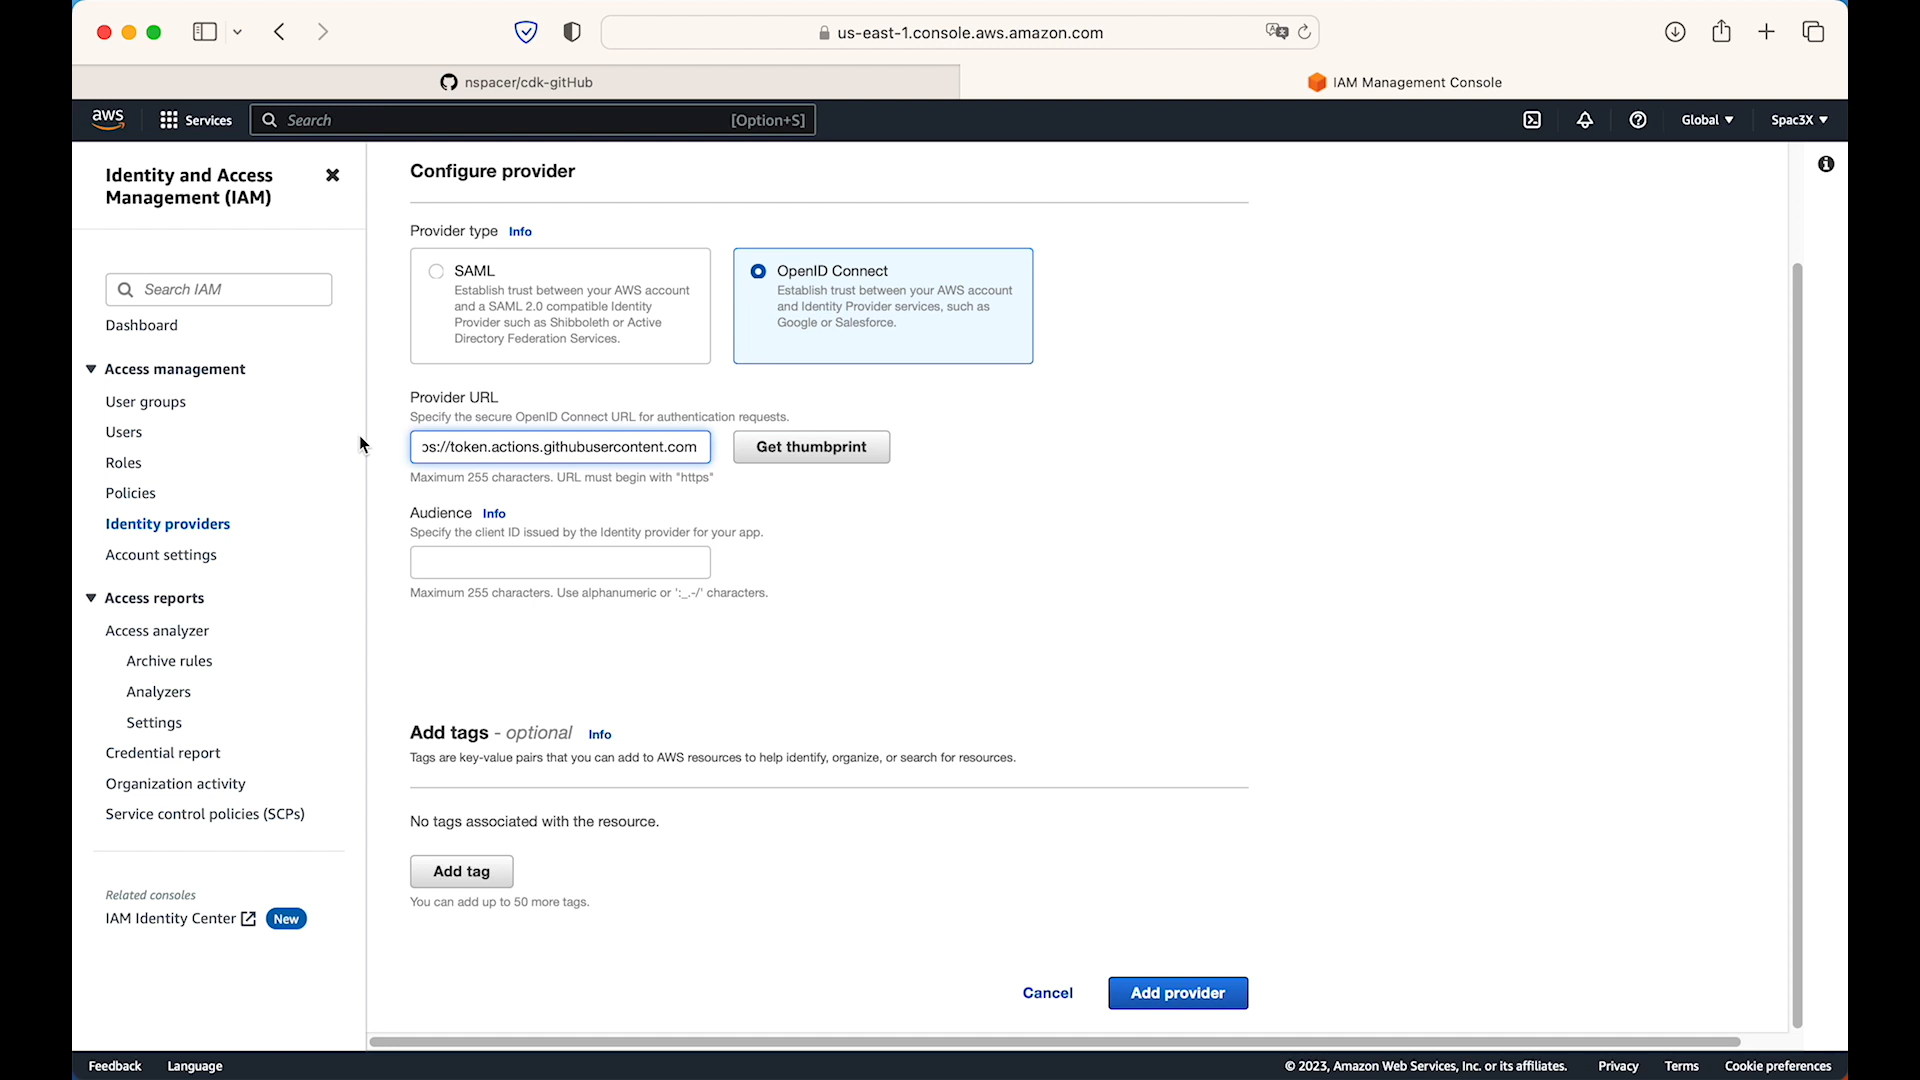 us-east-1.console.aws.amazon.com
nspacer/cdk-gitHub
IAM Management Console
aws
Services
Search
[Option+S]
Global
Spac3X
Identity and Access
Management (IAM)
Search IAM
Dashboard
Access management
User groups
Users
Roles
Policies
Identity providers
Account settings
Access reports
Access analyzer
Archive rules
Analyzers
Settings
Credential report
Organization activity
Service control policies (SCPs)
Related consoles
IAM Identity Center New
Configure provider
Provider type Info
SAML
Establish trust between your AWS account
and a SAML 2.0 compatible Identity
Provider such as Shibboleth or Active
Directory Federation Services.
OpenID Connect
Establish trust between your AWS account
and Identity Provider services, such as
Google or Salesforce.
Provider URL
Specify the secure OpenID Connect URL for authentication requests.
ps://token.actions.githubusercontent.com
Get thumbprint
Maximum 255 characters. URL must begin with "https"
Audience Info
Specify the client ID issued by the Identity provider for your app.
Maximum 255 characters. Use alphanumeric or ':_.-/' characters.
Add tags - optional Info
Tags are key-value pairs that you can add to AWS resources to help identify, organize, or search for resources.
No tags associated with the resource.
Add tag
You can add up to 50 more tags.
Cancel
Add provider
Feedback
Language
© 2023, Amazon Web Services, Inc. or its affiliates.
Privacy
Terms
Cookie preferences